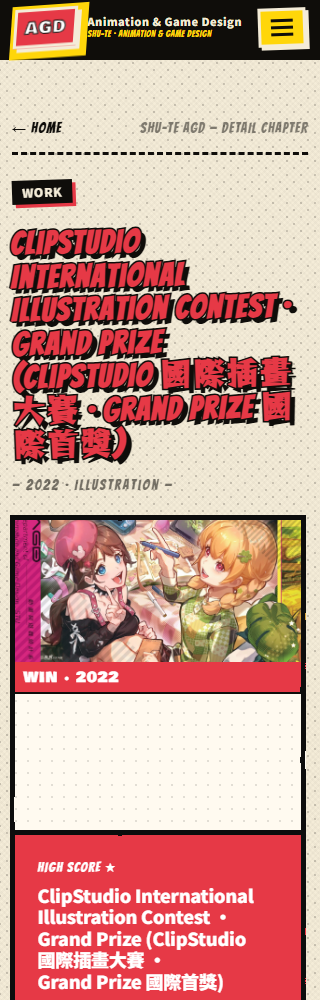 AGD
Animation & Game Design
SHU-TE · ANIMATION & GAME DESIGN
← HOME
SHU-TE AGD — DETAIL CHAPTER
WORK
CLIPSTUDIO
INTERNATIONAL
ILLUSTRATION CONTEST・
GRAND PRIZE
(CLIPSTUDIO 國際插畫
大賽・GRAND PRIZE 國
際首獎)
— 2022 · ILLUSTRATION —
WIN · 2022
HIGH SCORE ★
ClipStudio International
Illustration Contest ・
Grand Prize (ClipStudio
國際插畫大賽 ・
Grand Prize 國際首獎)